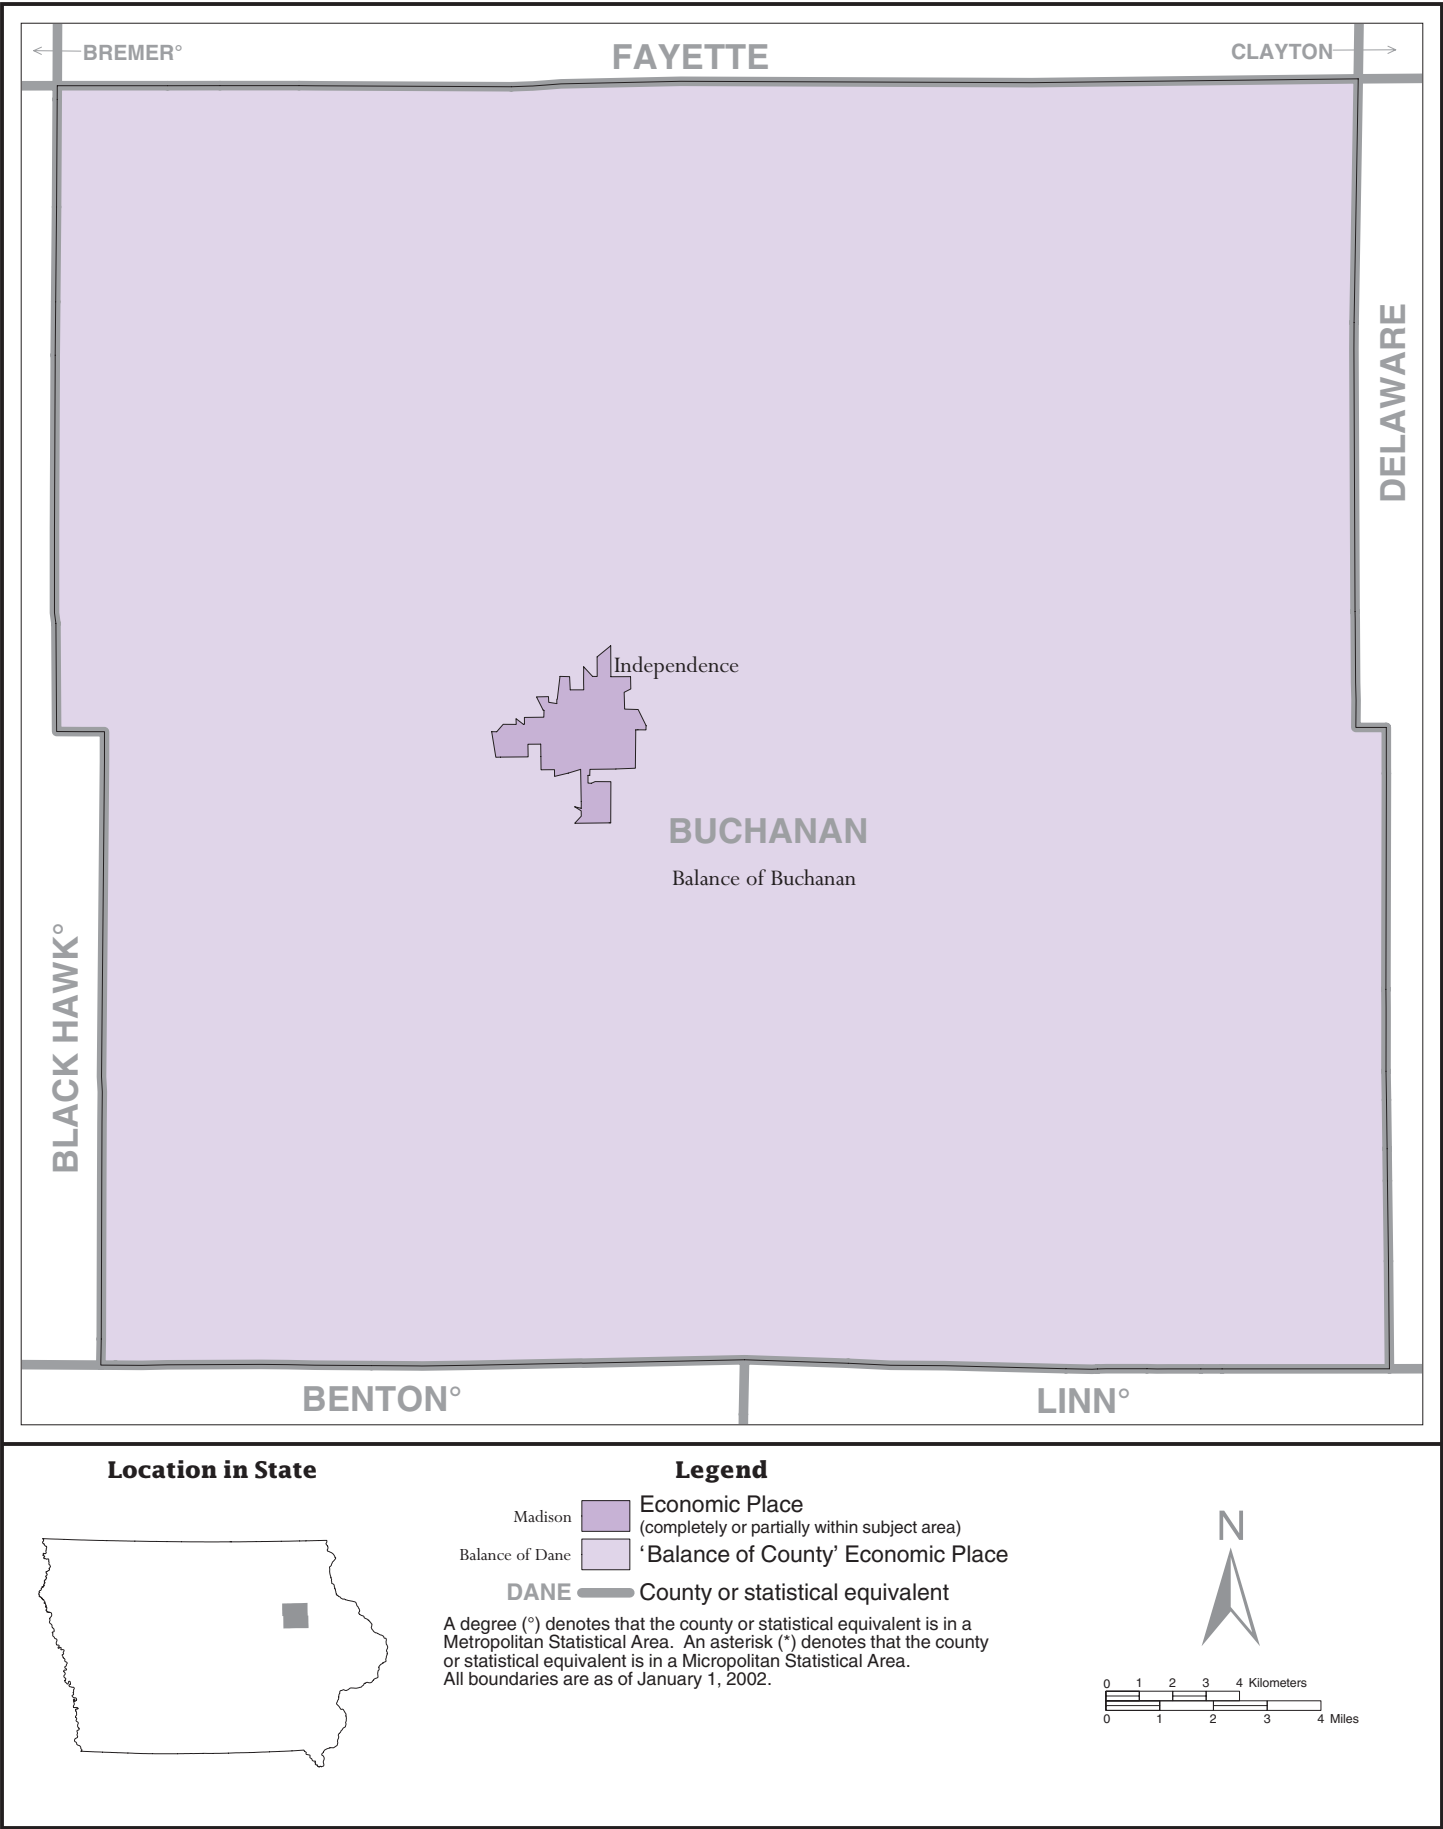 BREMER°
FAYETTE
CLAYTON
DELAWARE
Independence
BUCHANAN
Balance of Buchanan
BLACK HAWK°
BENTON°
LINN°
Location in State
Legend
Madison
Economic Place
(completely or partially within subject area)
Balance of Dane
‘Balance of County’ Economic Place
DANE
County or statistical equivalent
A degree (°) denotes that the county or statistical equivalent is in a
Metropolitan Statistical Area.  An asterisk (*) denotes that the county
or statistical equivalent is in a Micropolitan Statistical Area.
All boundaries are as of January 1, 2002.
N
0 1 2 3 4 Kilometers
0 1 2 3 4 Miles